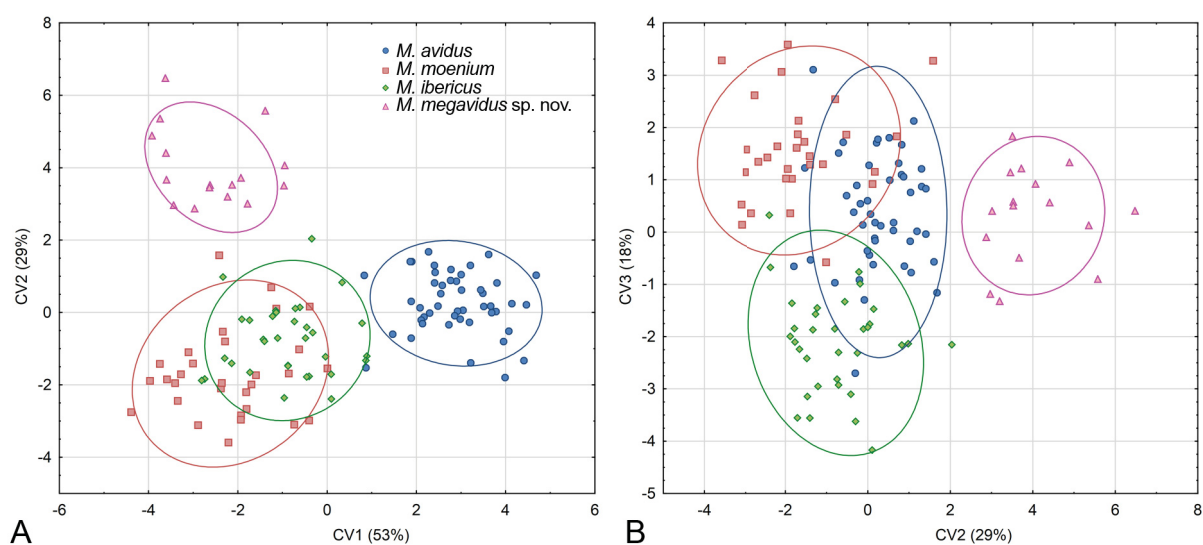 8
6
4
2
0
-2
-4
CV2 (29%)
M. avidus
M. moenium
M. ibericus
M. megavidus sp. nov.
-6 -4 -2 0 2 4 6
CV1 (53%)
A
4
3
2
1
0
-1
-2
-3
-4
-5
CV3 (18%)
-4 -2 0 2 4 6 8
CV2 (29%)
B